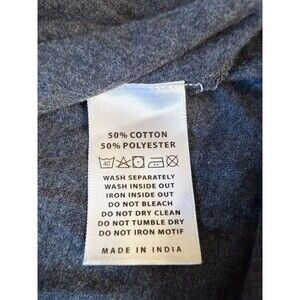 50% COTTON
50% POLYESTER
40
WASH SEPARATELY
WASH INSIDE OUT
IRON INSIDE OUT
DO NOT BLEACH
DO NOT DRY CLEAN
DO NOT TUMBLE DRY
DO NOT IRON MOTIF
MADE IN INDIA